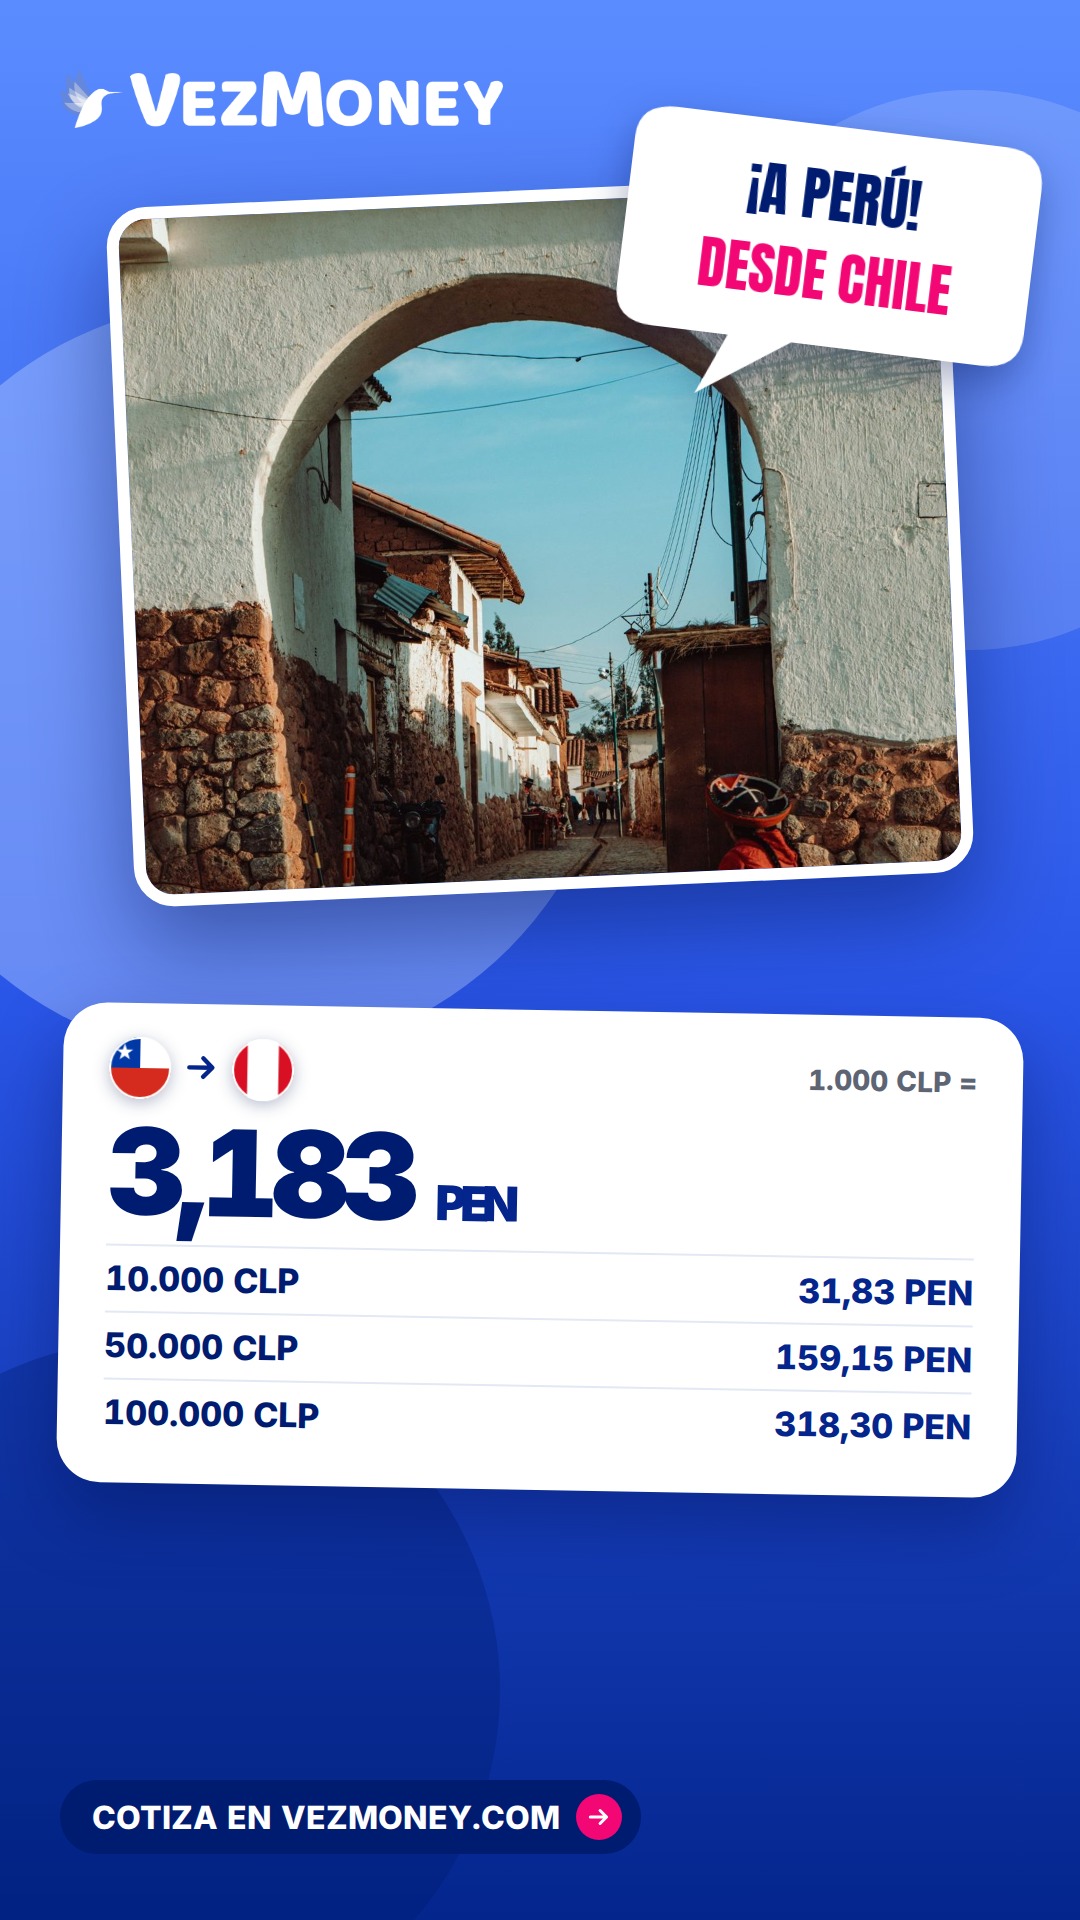 VEZMONEY
¡A PERÚ!
DESDE CHILE
1.000 CLP =
3,183 PEN
10.000 CLP 31,83 PEN
50.000 CLP 159,15 PEN
100.000 CLP 318,30 PEN
COTIZA EN VEZMONEY.COM